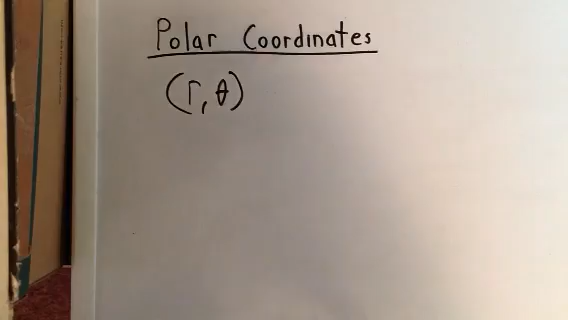 Polar Coordinates
(r, θ)